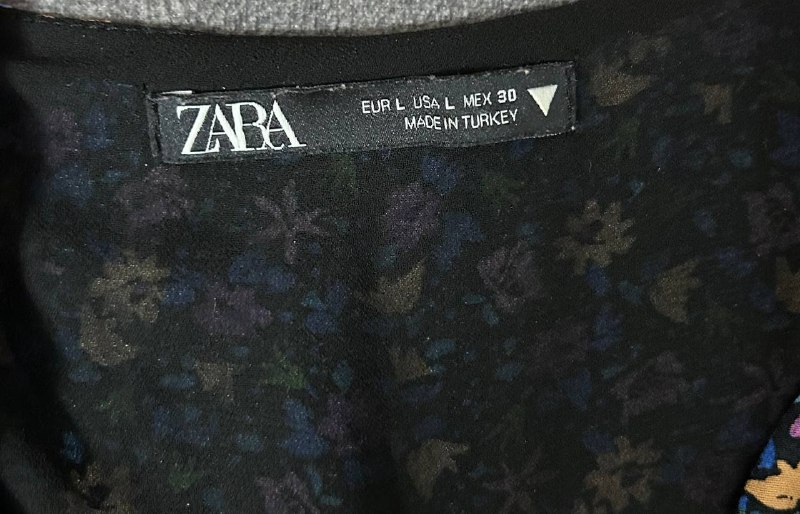 ZARA
EUR L USA L MEX 30
MADE IN TURKEY